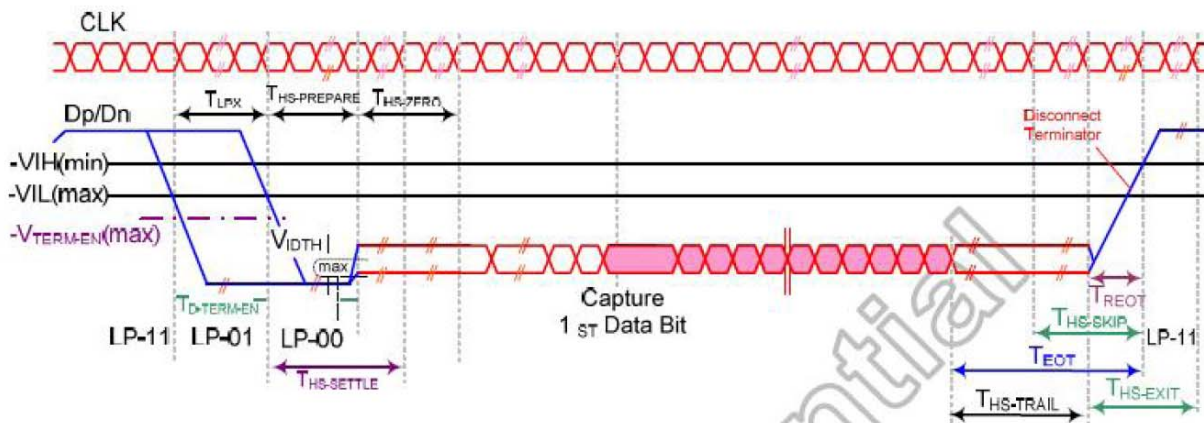 CLK
Dp/Dn
TLPX
THS-PREPARE
THS-ZERO
Disconnect
Terminator
-VIH(min)
-VIL(max)
-VTERM-EN(max)
VIDTH
max
TD-TERM-EN
LP-11
LP-01
LP-00
THS-SETTLE
Capture
1 ST Data Bit
TREOT
THS-SKIP
TEOT
LP-11
THS-TRAIL
THS-EXIT
ntial